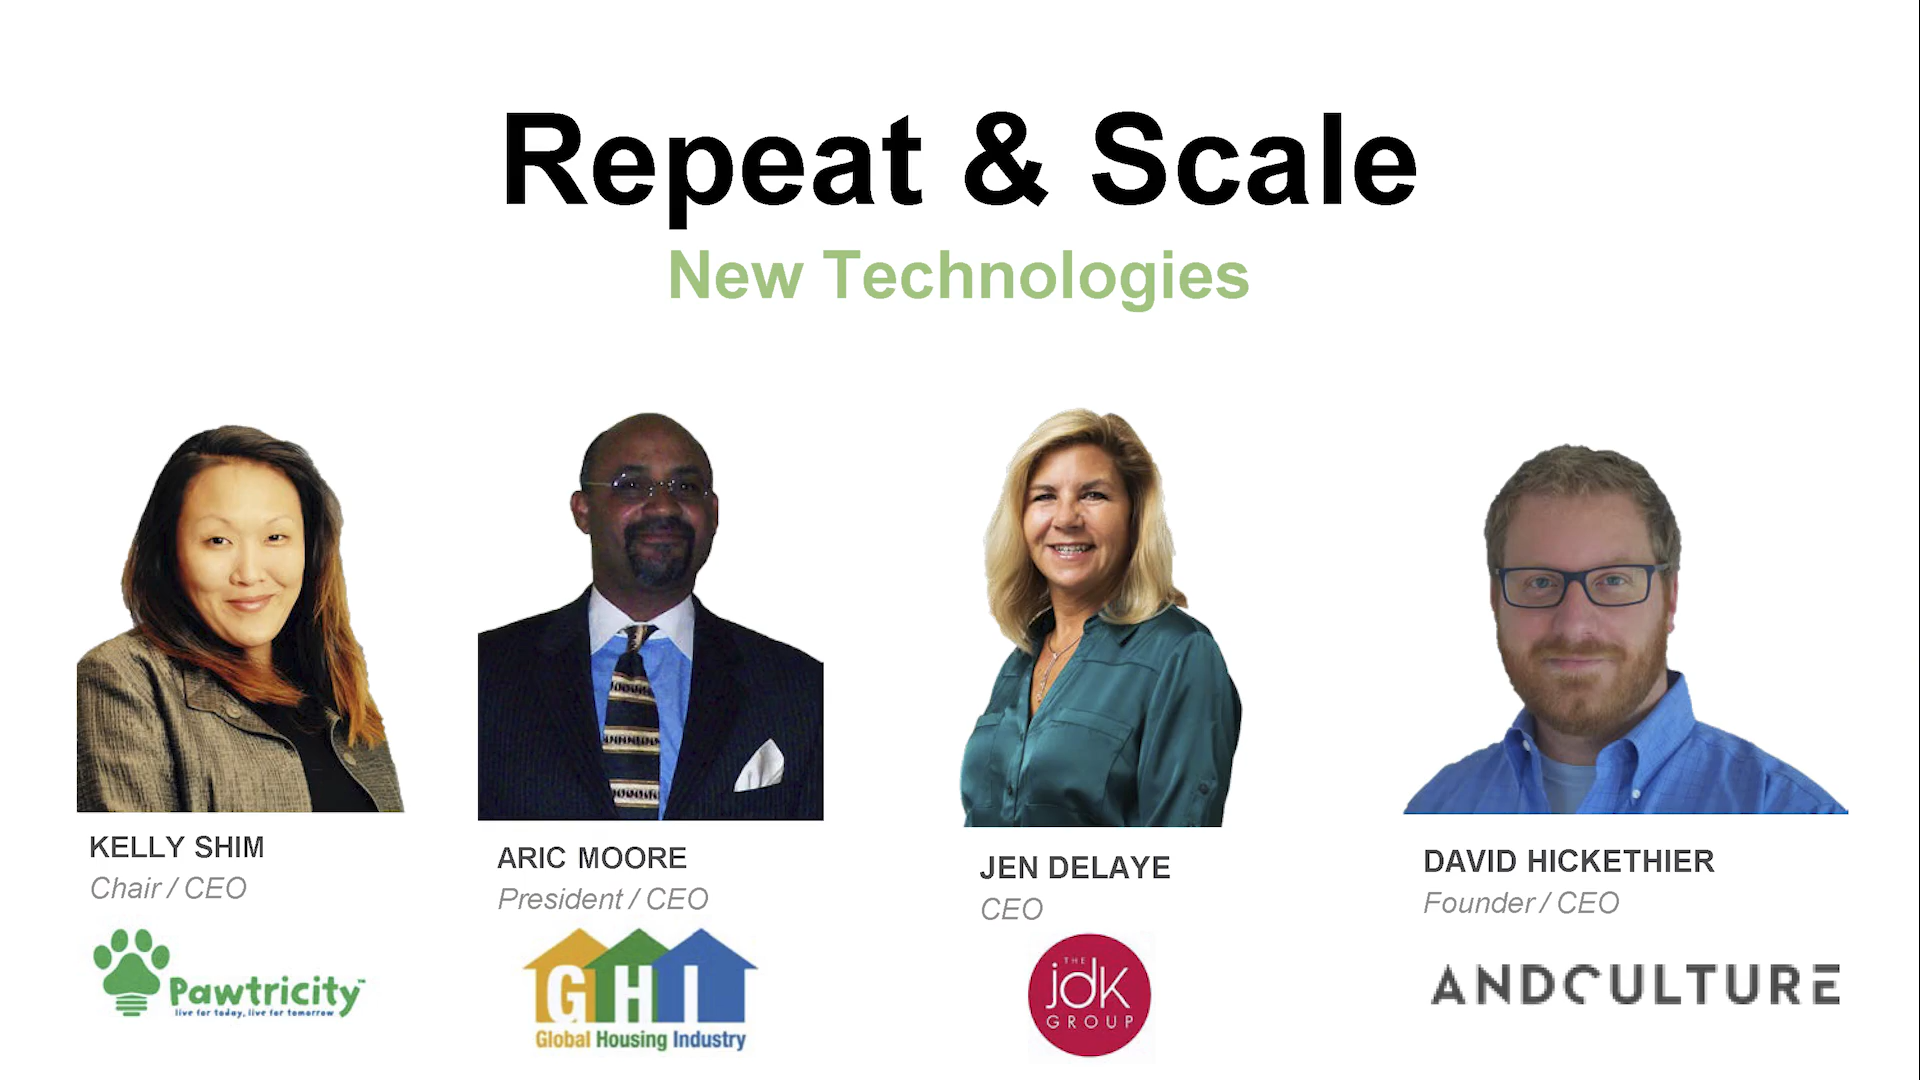 Repeat & Scale
New Technologies
KELLY SHIM
Chair / CEO
Pawtricity™
live for today, live for tomorrow
ARIC MOORE
President / CEO
GHI
Global Housing Industry
JEN DELAYE
CEO
THE
jdk
GROUP
DAVID HICKETHIER
Founder / CEO
ANDCULTURE